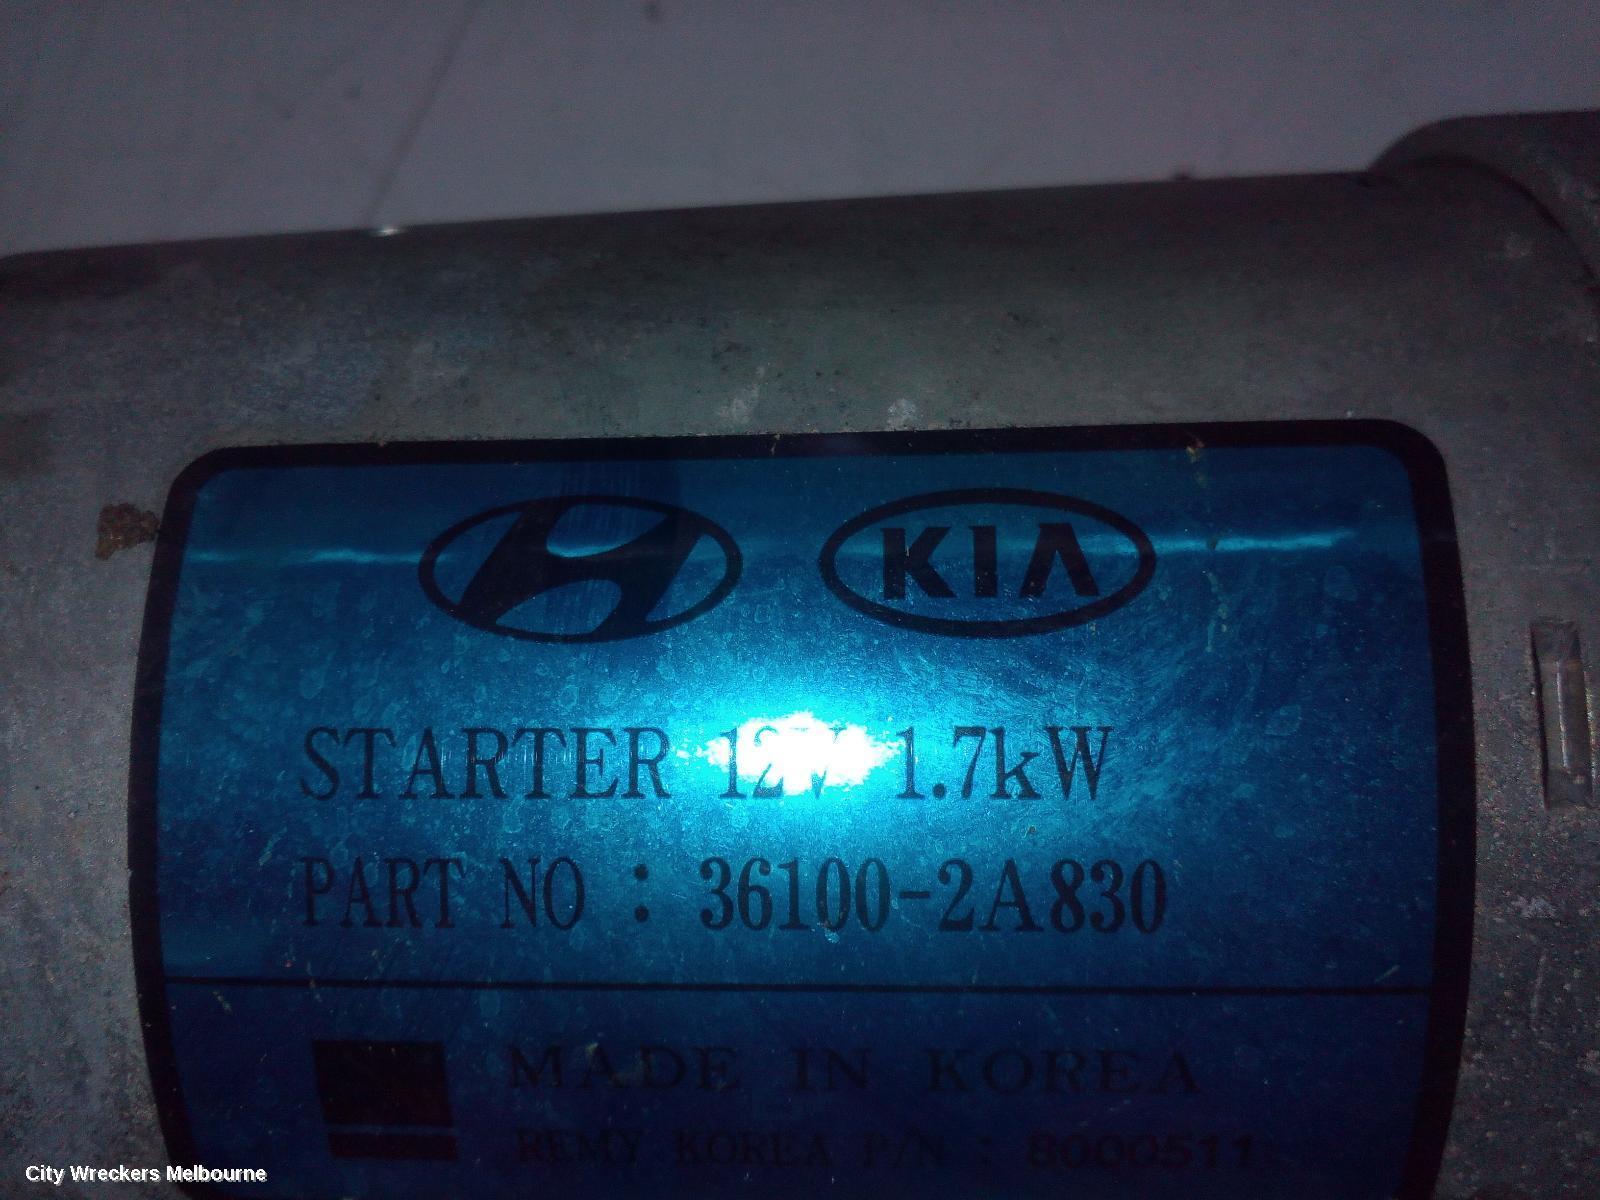 KIA
STARTER 12V 1.7kW
PART NO : 36100-2A830
MADE IN KOREA
REMY KOREA P/N : 8000511
City Wreckers Melbourne